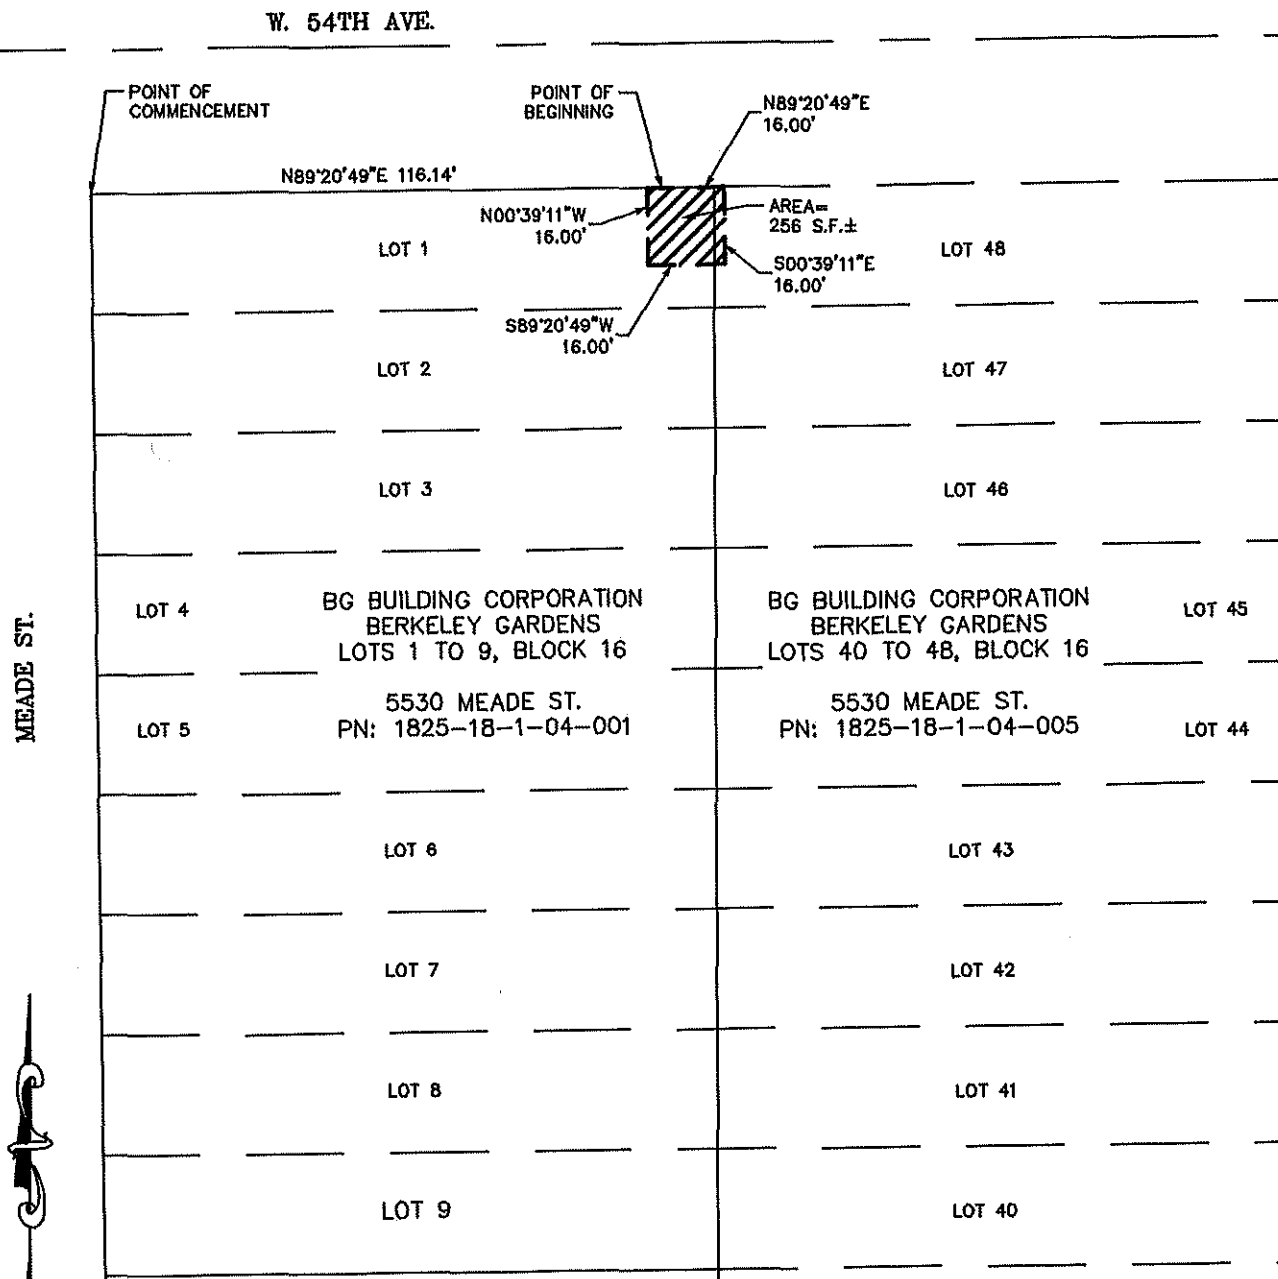 W. 54TH AVE.
POINT OF
COMMENCEMENT
POINT OF
BEGINNING
N89°20'49"E
16.00'
N89°20'49"E 116.14'
N00°39'11"W
16.00'
AREA=
256 S.F.±
S00°39'11"E
16.00'
S89°20'49"W
16.00'
LOT 1
LOT 48
LOT 2
LOT 47
LOT 3
LOT 46
LOT 4
BG BUILDING CORPORATION
BERKELEY GARDENS
LOTS 1 TO 9, BLOCK 16
5530 MEADE ST.
PN: 1825-18-1-04-001
BG BUILDING CORPORATION
BERKELEY GARDENS
LOTS 40 TO 48, BLOCK 16
5530 MEADE ST.
PN: 1825-18-1-04-005
LOT 45
MEADE ST.
LOT 5
LOT 44
LOT 6
LOT 43
LOT 7
LOT 42
LOT 8
LOT 41
LOT 9
LOT 40